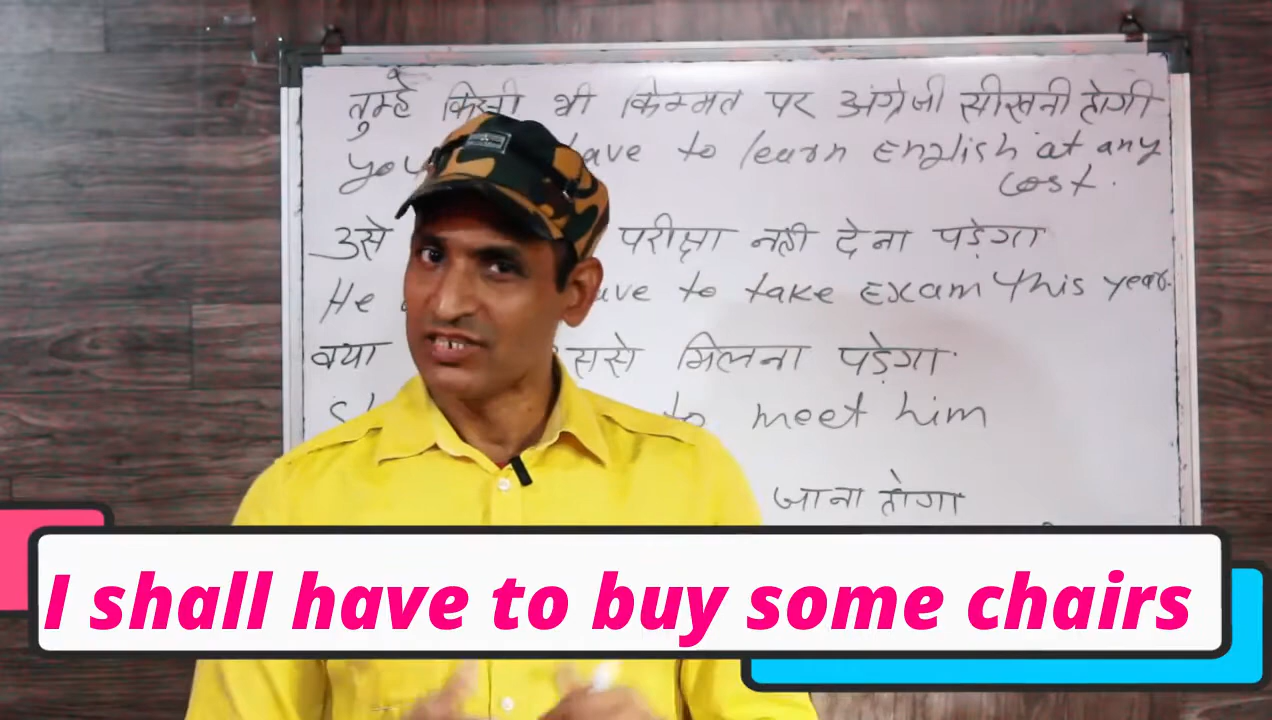 तुम्हे किसी भी किम्मत पर अंग्रेजी सीखनी होगी
you have to learn English at any
cost.
उसे परीक्षा नही देना पड़ेगा
He have to take Exam this year.
क्या मिलना पड़ेगा
to meet him
जाना होगा
I shall have to buy some chairs